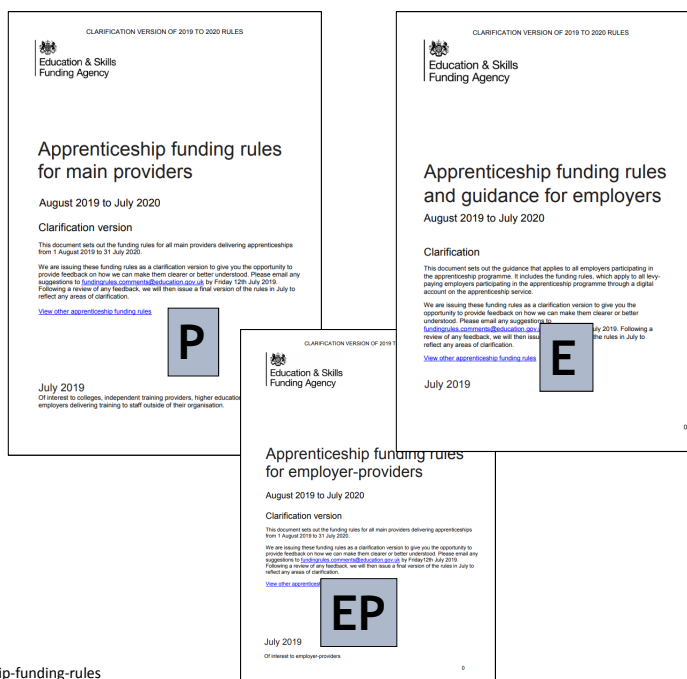 CLARIFICATION VERSION OF 2019 TO 2020 RULES
Education & Skills
Funding Agency
Apprenticeship funding rules
for main providers
August 2019 to July 2020
Clarification version
This document sets out the funding rules for all main providers delivering apprenticeships
from 1 August 2019 to 31 July 2020.
We are issuing these funding rules as a clarification version to give you the opportunity to
provide feedback on how we can make them clearer or better understood. Please email any
suggestions to fundingrules.comments@education.gov.uk by Friday 12th July 2019.
Following a review of any feedback, we will then issue a final version of the rules in July to
reflect any areas of clarification.
View other apprenticeship funding rules
P
July 2019
Of interest to colleges, independent training providers, higher education
employers delivering training to staff outside of their organisation.
CLARIFICATION VERSION OF 2019 TO 2020 RULES
Education & Skills
Funding Agency
Apprenticeship funding rules
and guidance for employers
August 2019 to July 2020
Clarification
This document sets out the guidance that applies to all employers participating in
the apprenticeship programme. It includes the funding rules, which apply to all levy-
paying employers participating in the apprenticeship programme through a digital
account on the apprenticeship service.
We are issuing these funding rules as a clarification version to give you the
opportunity to provide feedback on how we can make them clearer or better
understood. Please email any suggestions to
fundingrules.comments@education.gov. July 2019. Following a
review of any feedback, we will then issu the rules in July to
reflect any areas of clarification.
View other apprenticeship funding rules
E
July 2019
0
CLARIFICATION VERSION OF 2019 T
Education & Skills
Funding Agency
Apprenticeship funding rules
for employer-providers
August 2019 to July 2020
Clarification version
This document sets out the funding rules for all main providers delivering apprenticeships
from 1 August 2019 to 31 July 2020.
We are issuing these funding rules as a clarification version to give you the opportunity to
provide feedback on how we can make them clearer or better understood. Please email any
suggestions to fundingrules.comments@education.gov.uk by Friday12th July 2019.
Following a review of any feedback, we will then issue a final version of the rules in July to
reflect any areas of clarification.
View other apprentices
EP
July 2019
Of interest to employer-providers
0
ip-funding-rules